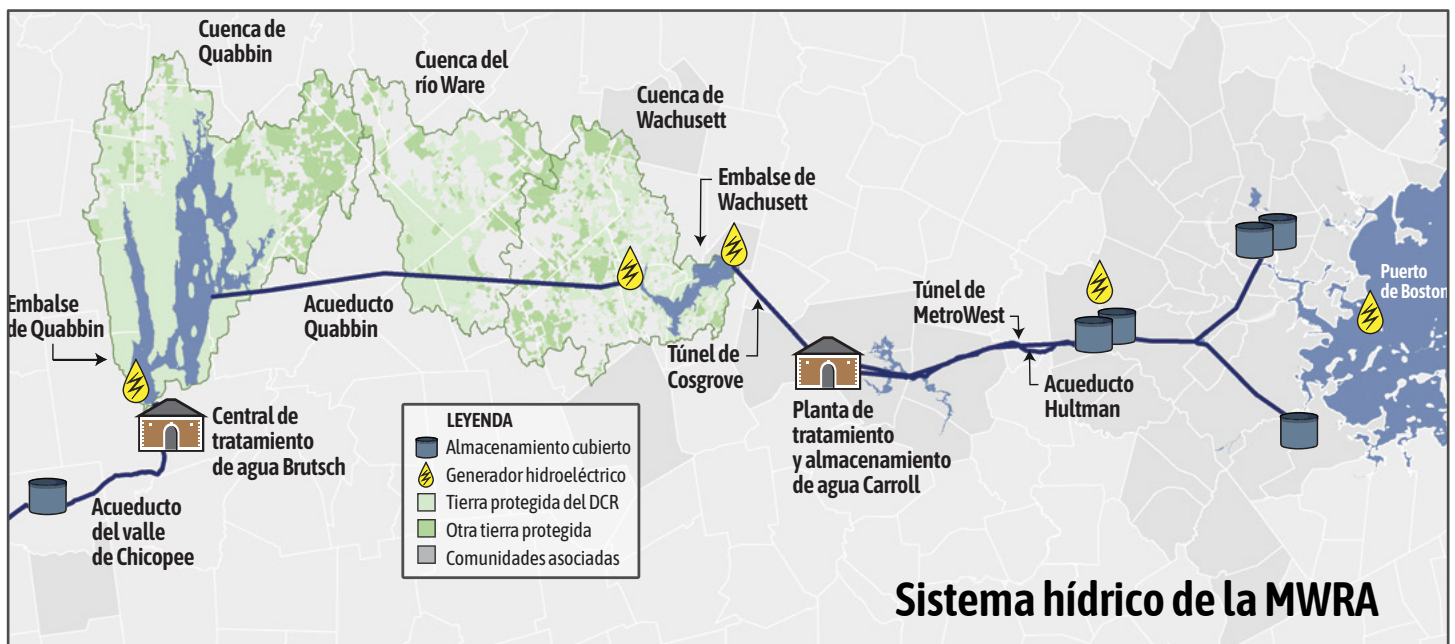 Cuenca de
Quabbin
Cuenca del
río Ware
Cuenca de
Wachusett
Embalse de
Wachusett
Embalse
de Quabbin
Acueducto
Quabbin
Túnel de
Cosgrove
Túnel de
MetroWest
Acueducto
Hultman
Puerto
de Boston
Central de
tratamiento
de agua Brutsch
Acueducto
del valle
de Chicopee
Planta de
tratamiento
y almacenamiento
de agua Carroll
LEYENDA
Almacenamiento cubierto
Generador hidroeléctrico
Tierra protegida del DCR
Otra tierra protegida
Comunidades asociadas
Sistema hídrico de la MWRA